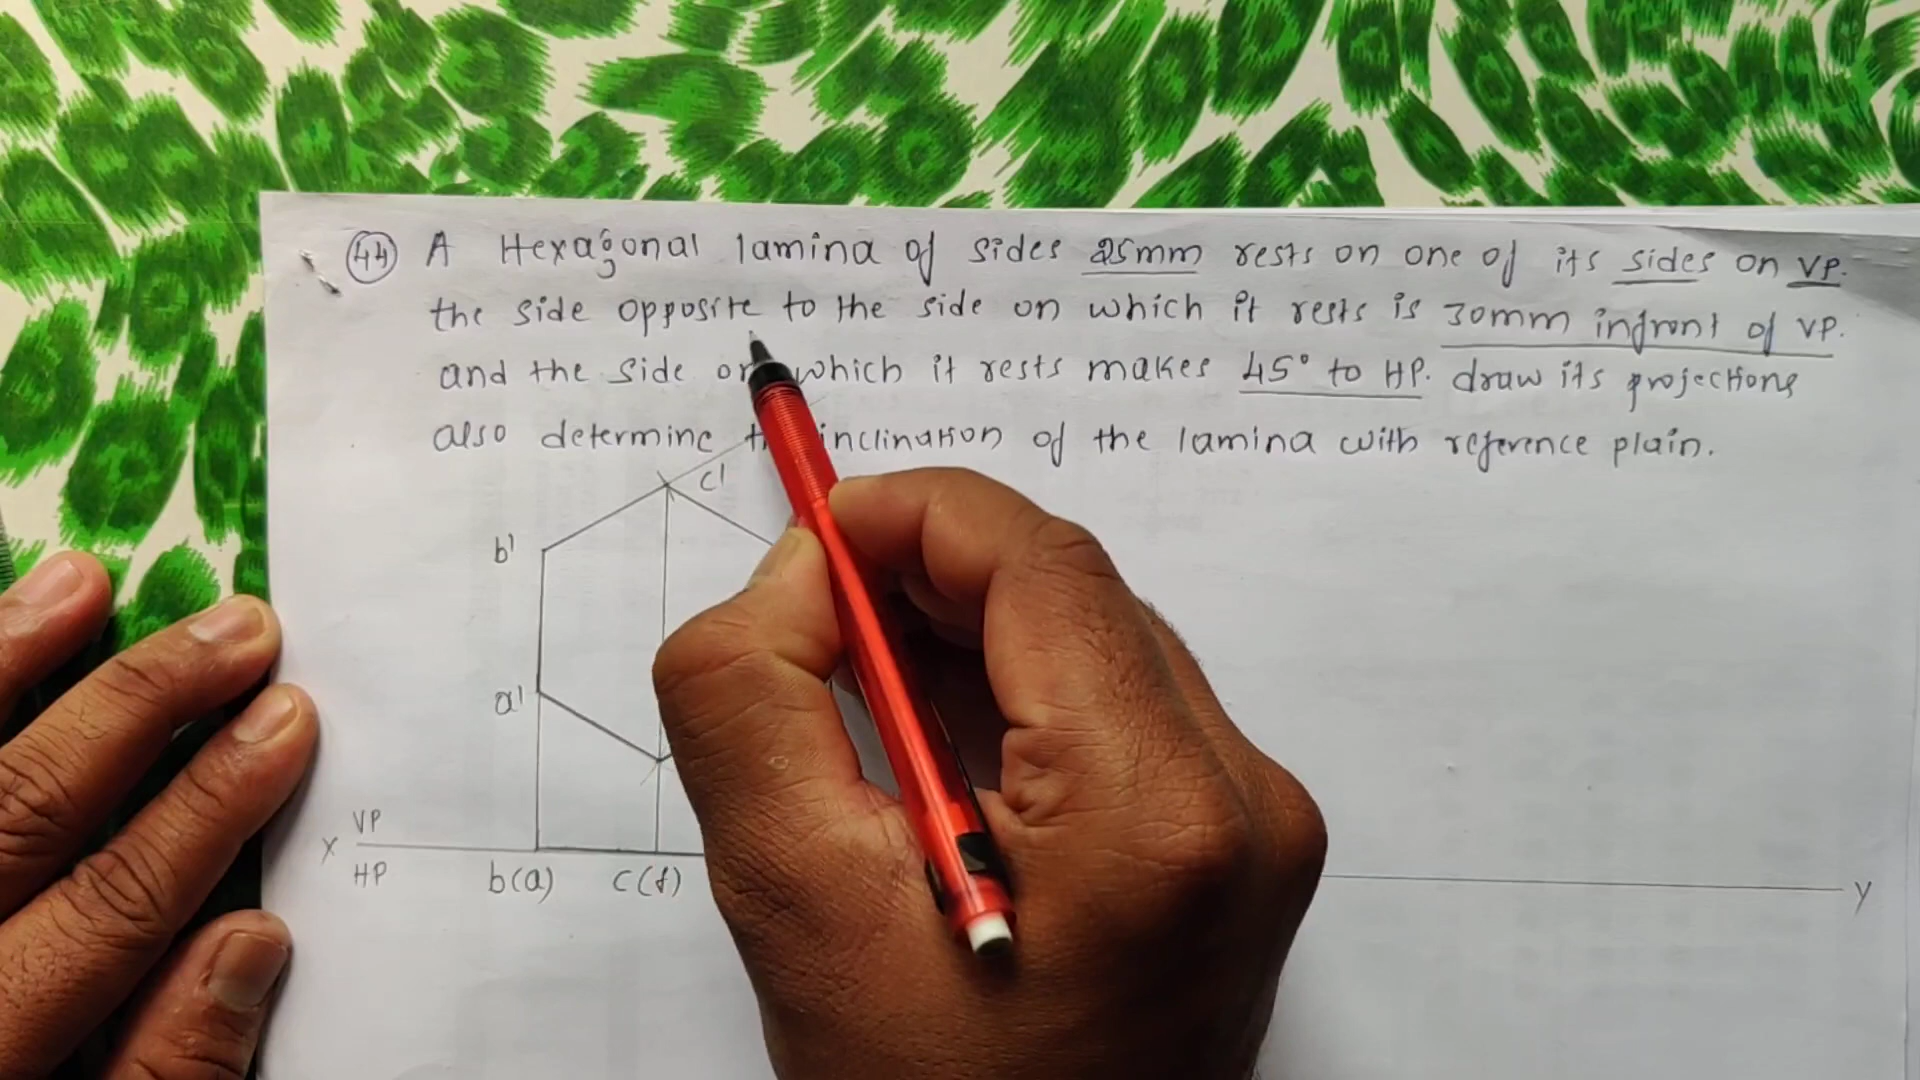 44 A Hexagonal lamina of sides 25mm rests on one of its sides on VP.
the side opposite to the side on which it rests is 30mm infront of VP.
and the side on which it rests makes 45° to HP. draw its projections
also determine inclination of the lamina with reference plain.
c'
b'
a'
VP
X
HP
b(a) c(f)
Y